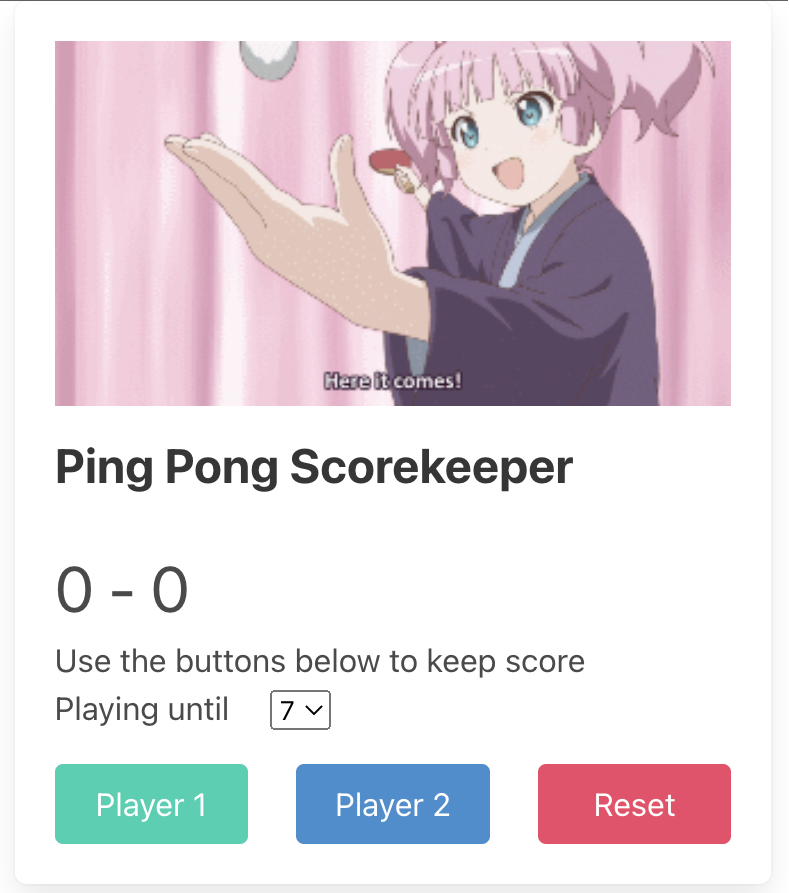 Here it comes!
Ping Pong Scorekeeper
0 - 0
Use the buttons below to keep score
Playing until 7
Player 1 Player 2 Reset